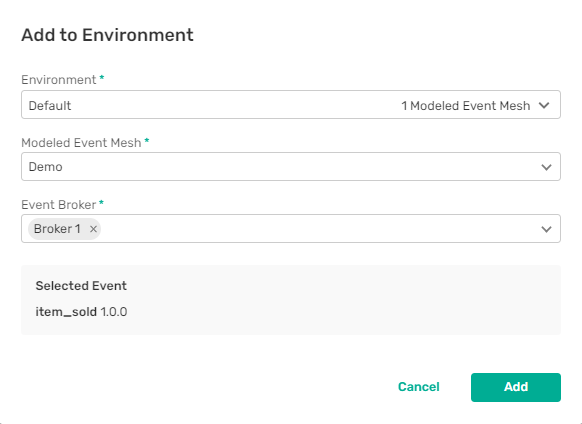 Add to Environment
Environment *
Default 1 Modeled Event Mesh
Modeled Event Mesh *
Demo
Event Broker *
Broker 1 ×
Selected Event
item_sold 1.0.0
Cancel Add